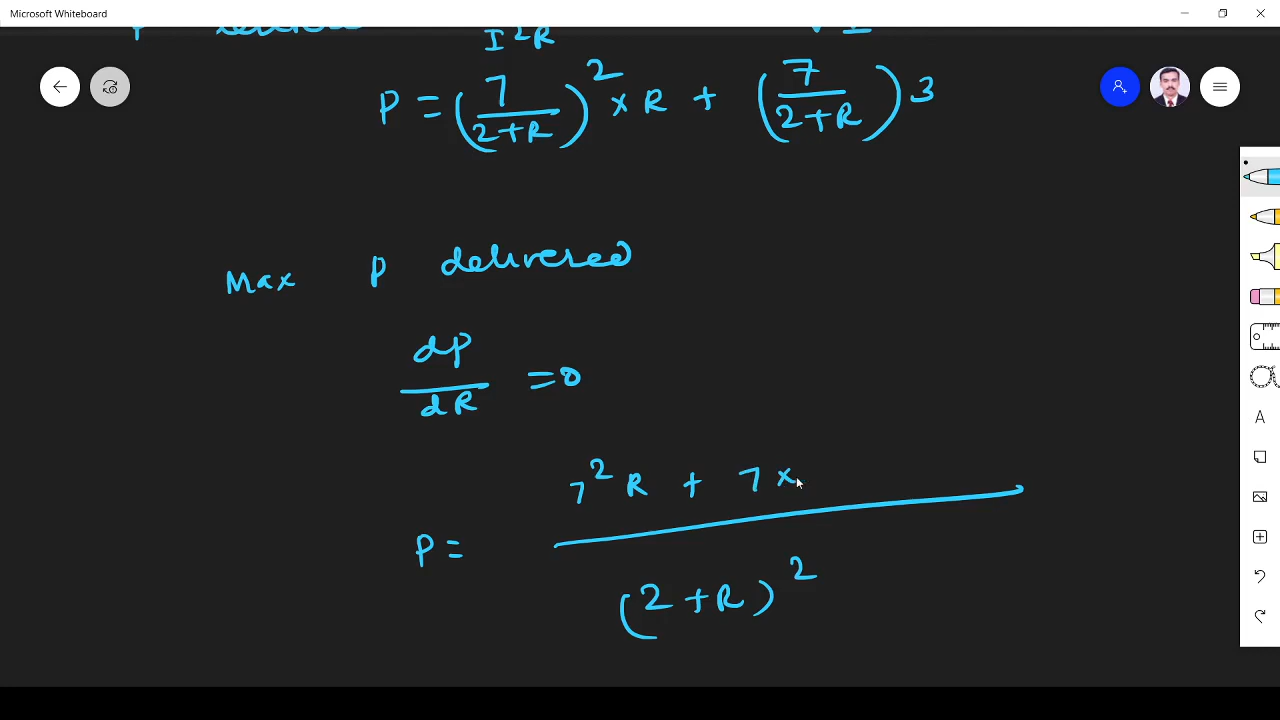 Microsoft Whiteboard
I²R
P = (7/(2+R))² × R + (7/(2+R)) 3
Max P delivered
dP/dR = 0
7²R + 7×
P =
(2+R)²
A